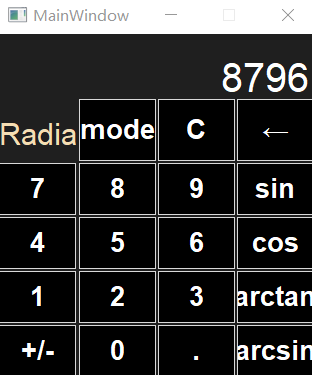 MainWindow
8796
Radia mode C ←
7 8 9 sin
4 5 6 cos
1 2 3 arctan
+/- 0 . arcsin